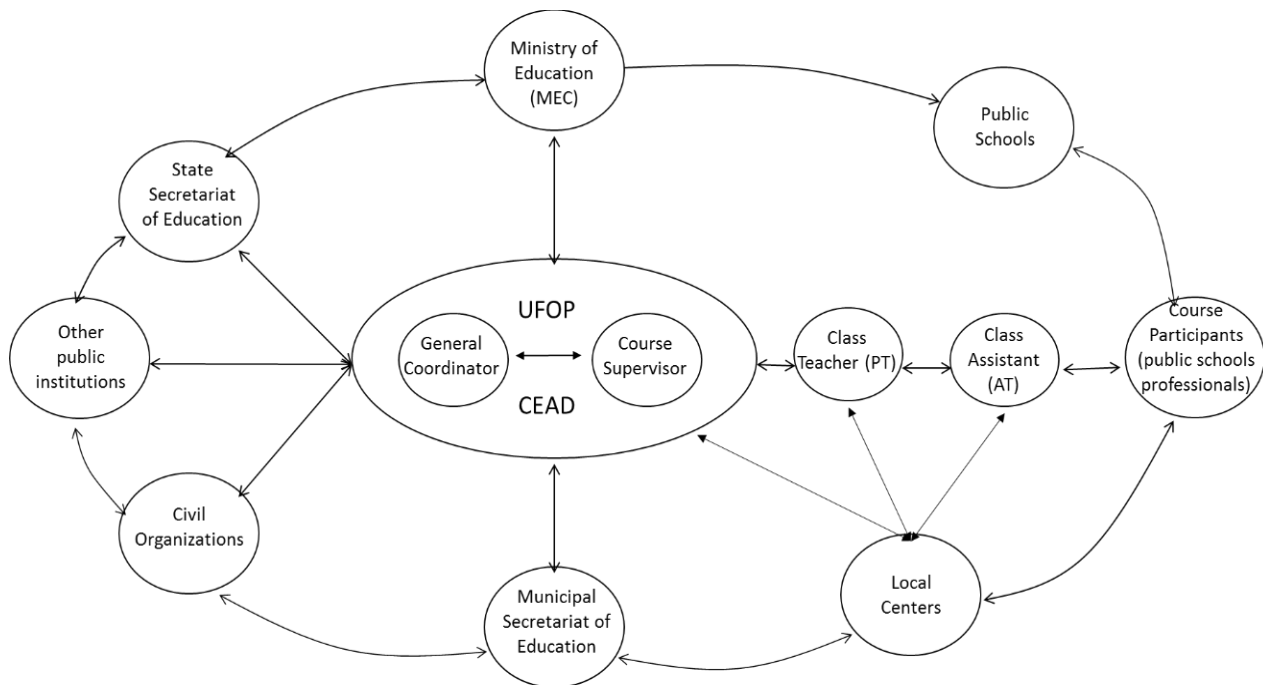 Ministry of
Education
(MEC)
Public
Schools
State
Secretariat
of Education
UFOP
Other
public
institutions
General
Coordinator
Course
Supervisor
Class
Teacher (PT)
Class
Assistant
(AT)
Course
Participants
(public schools
professionals)
CEAD
Civil
Organizations
Local
Centers
Municipal
Secretariat of
Education